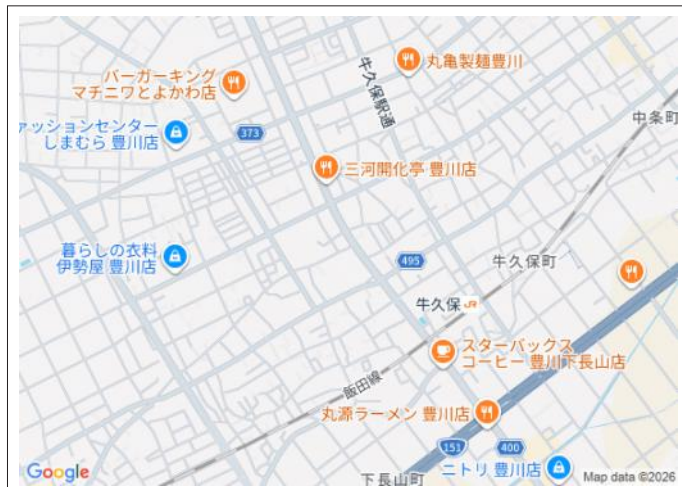 丸亀製麺豊川
バーガーキング
マチニワとよかわ店
牛久保駅通
中条町
ァッションセンター
しまむら 豊川店
373
三河開化亭 豊川店
暮らしの衣料
伊勢屋 豊川店
495
牛久保町
牛久保 JR
スターバックス
コーヒー 豊川下長山店
飯田線
丸源ラーメン 豊川店
151
400
ニトリ 豊川店
下長山町
Google
Map data ©2026